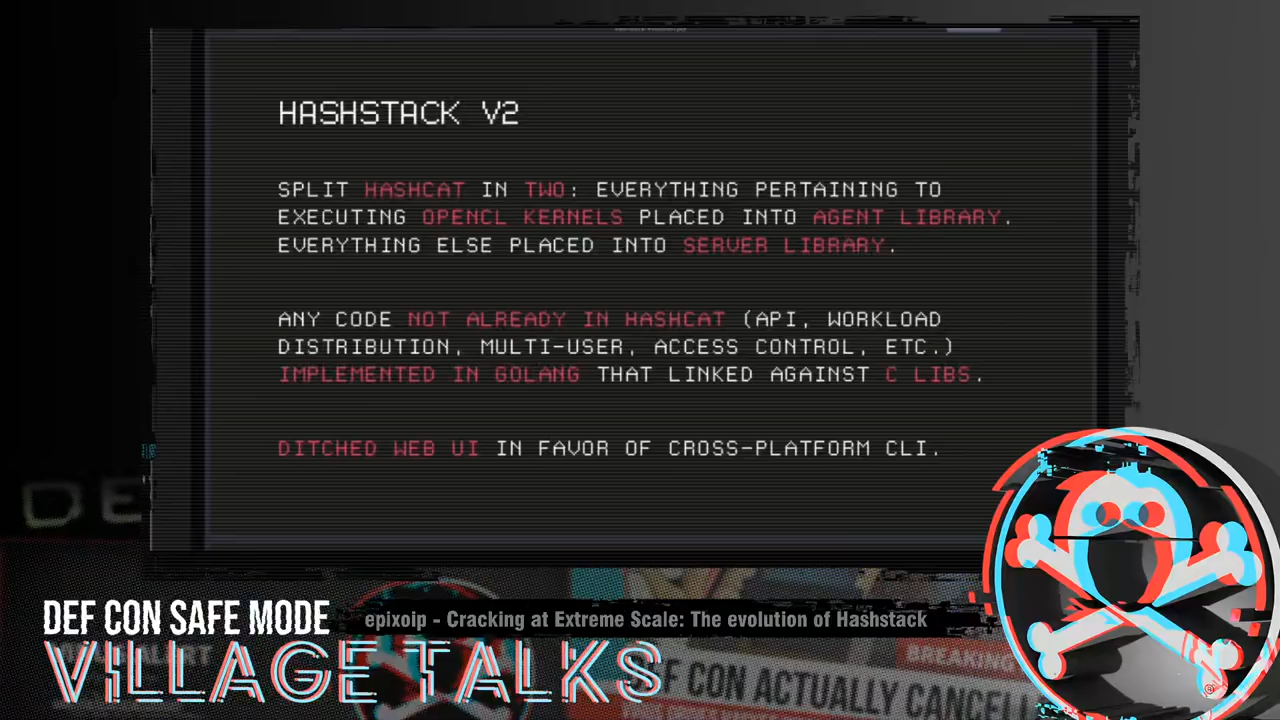 HASHSTACK V2
SPLIT HASHCAT IN TWO: EVERYTHING PERTAINING TO
EXECUTING OPENCL KERNELS PLACED INTO AGENT LIBRARY.
EVERYTHING ELSE PLACED INTO SERVER LIBRARY.
ANY CODE NOT ALREADY IN HASHCAT (API, WORKLOAD
DISTRIBUTION, MULTI-USER, ACCESS CONTROL, ETC.)
IMPLEMENTED IN GOLANG THAT LINKED AGAINST C LIBS.
DITCHED WEB UI IN FAVOR OF CROSS-PLATFORM CLI.
DE
DEF CON SAFE MODE
epixoip - Cracking at Extreme Scale: The evolution of Hashstack
VILLAGE TALKS
BREAKIN
DEF CON ACTUALLY CANCEL